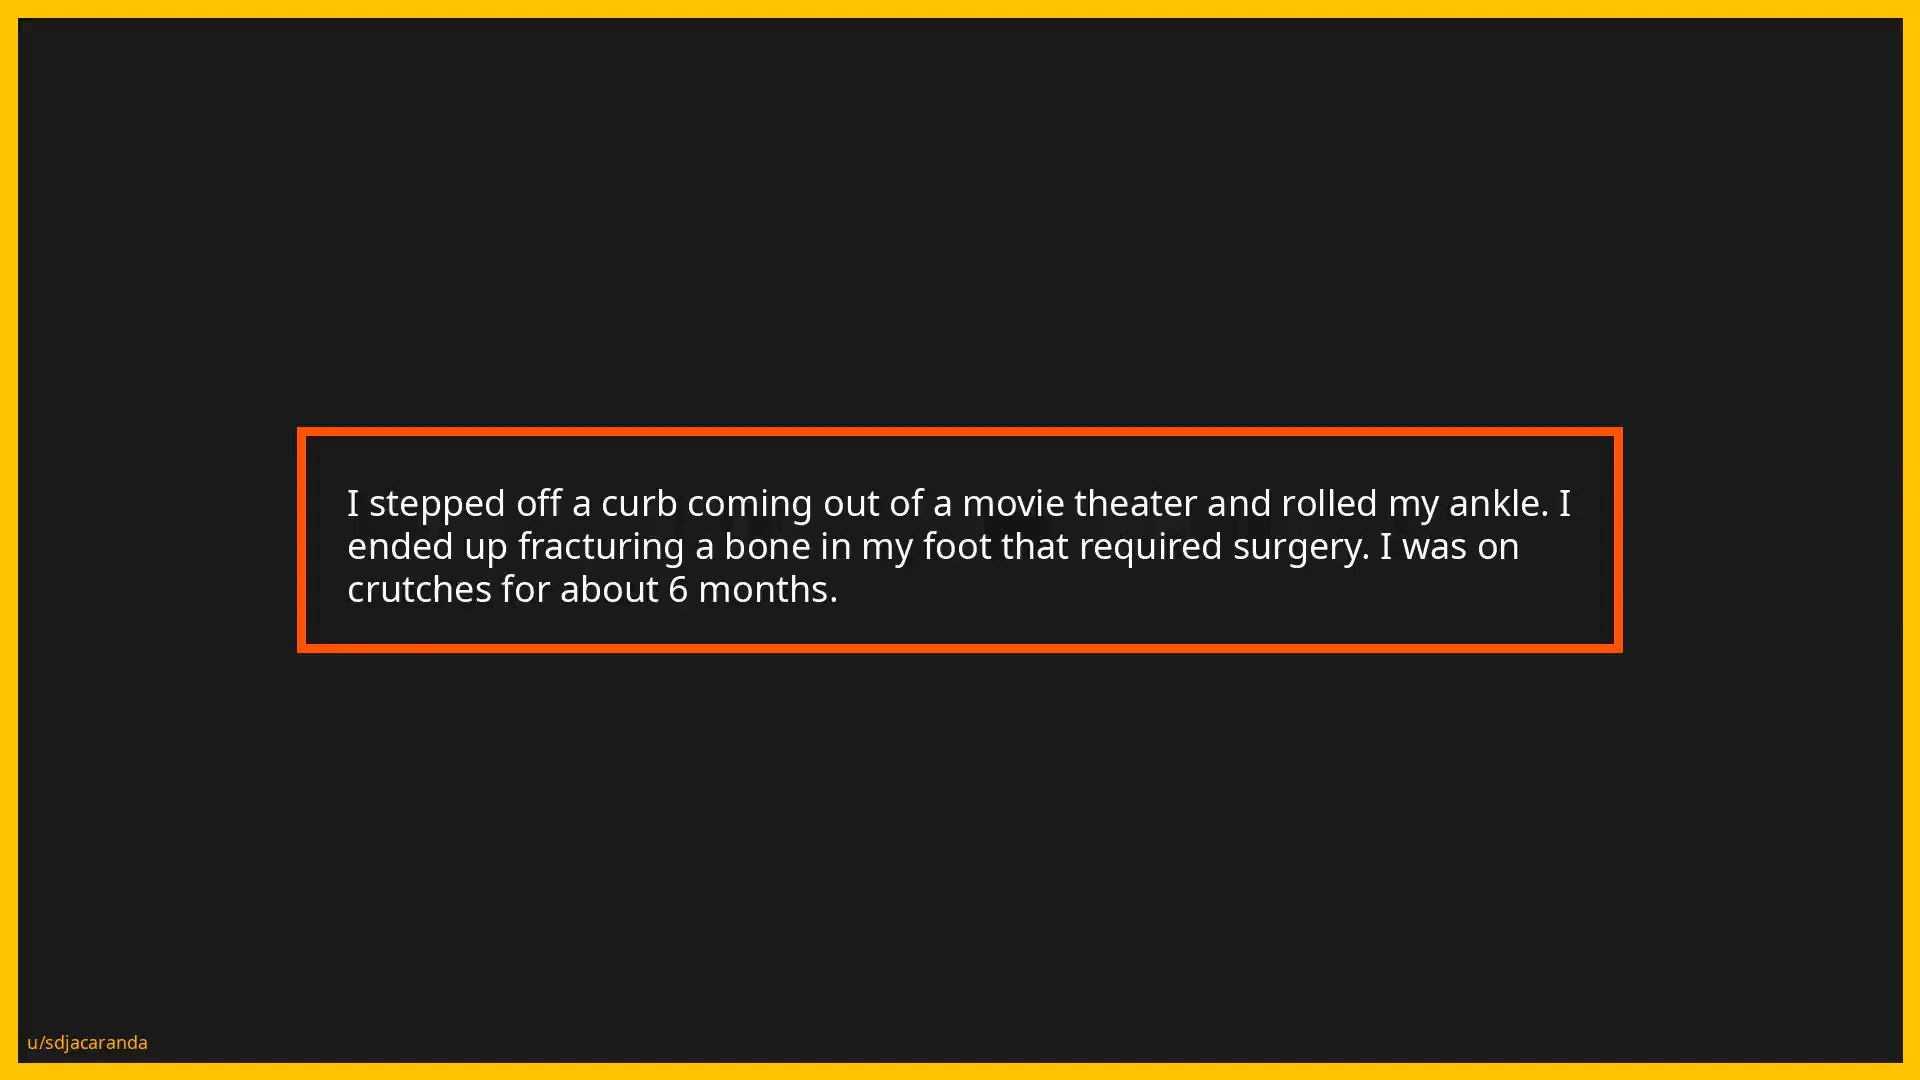 I stepped off a curb coming out of a movie theater and rolled my ankle. I
ended up fracturing a bone in my foot that required surgery. I was on
crutches for about 6 months.
u/sdjacaranda